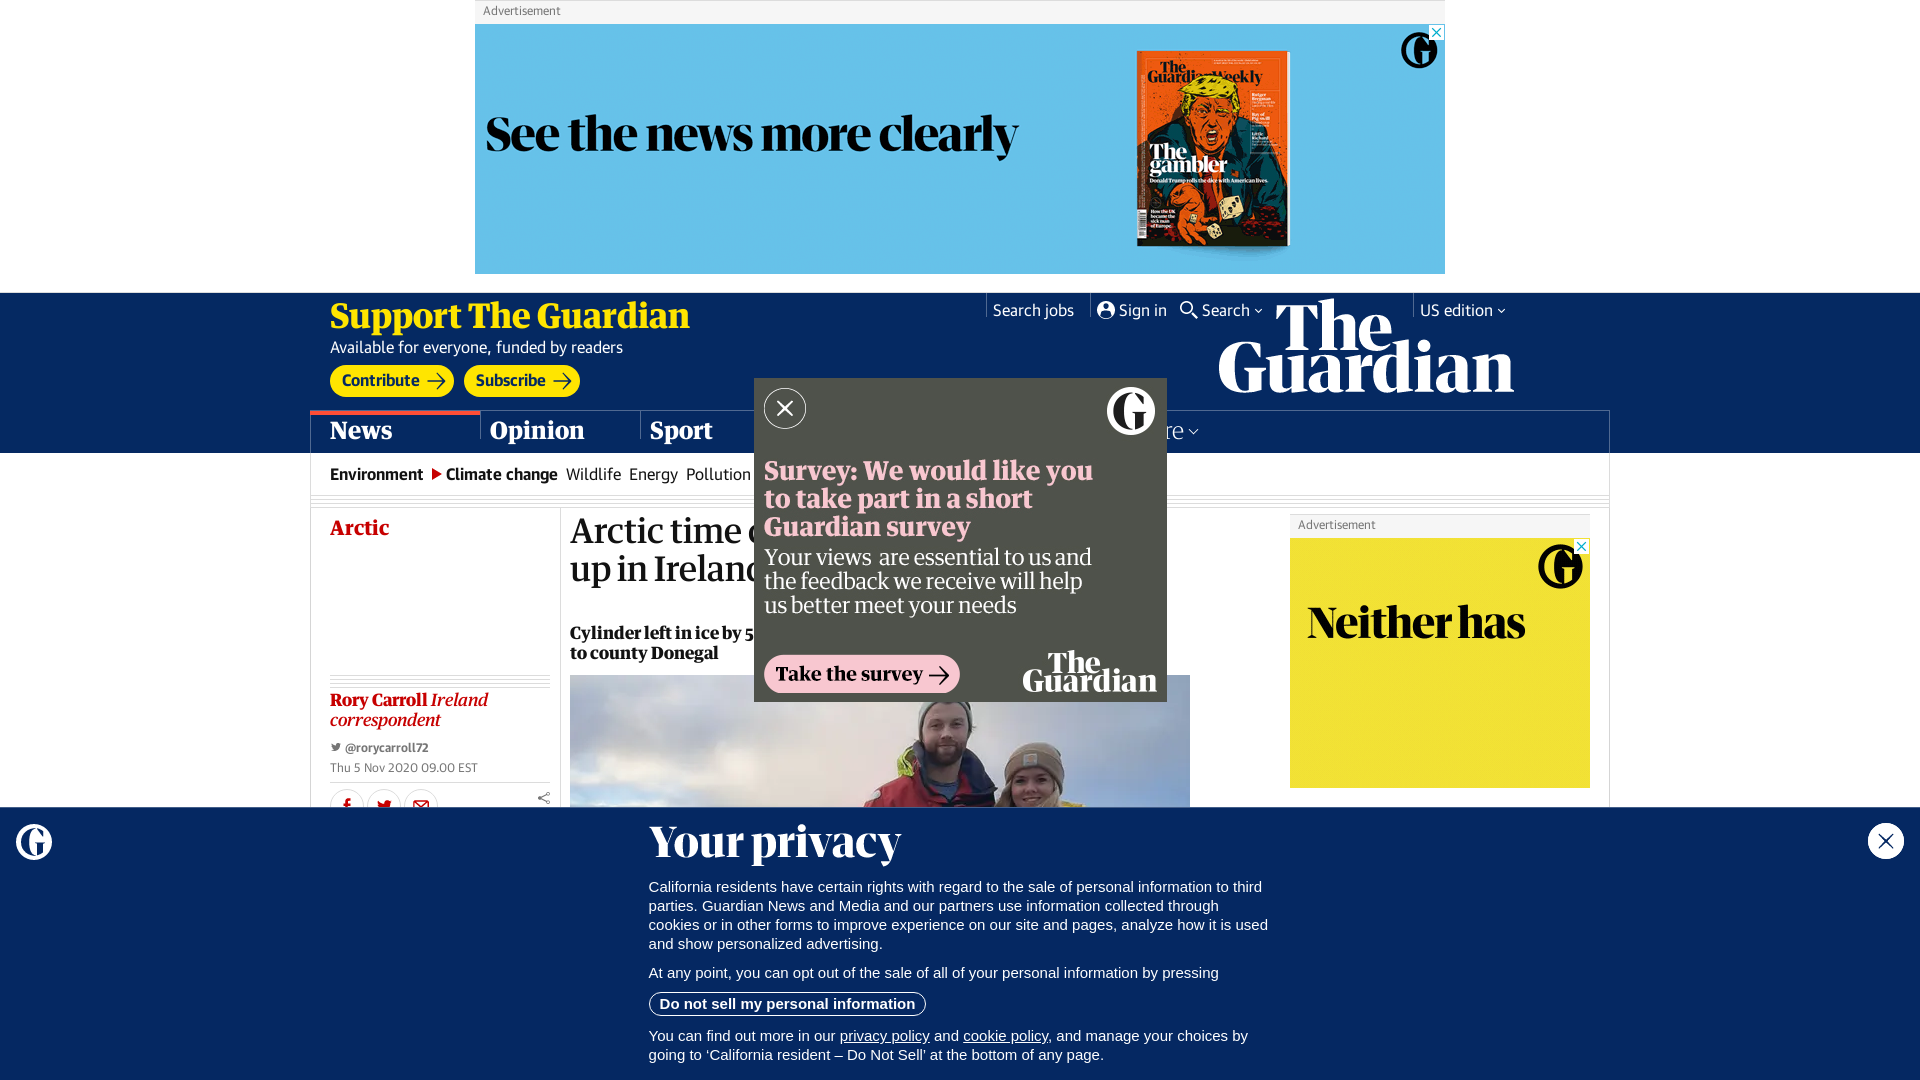 Advertisement
See the news more clearly
The
Guardian Weekly
The
gambler
Donald Trump rolls the dice with American lives
Support The Guardian
Available for everyone, funded by readers
Contribute
Subscribe
Search jobs
Sign in
Search
US edition
The
Guardian
News
Opinion
Sport
re
Environment
Climate change
Wildlife
Energy
Pollution
Survey: We would like you
to take part in a short
Guardian survey
Your views are essential to us and
the feedback we receive will help
us better meet your needs
Take the survey
The
Guardian
Arctic
Arctic time
up in Ireland
Cylinder left in ice by 5
to county Donegal
Rory Carroll Ireland
correspondent
@rorycarroll72
Thu 5 Nov 2020 09.00 EST
Advertisement
Neither has
Your privacy
California residents have certain rights with regard to the sale of personal information to third
parties. Guardian News and Media and our partners use information collected through
cookies or in other forms to improve experience on our site and pages, analyze how it is used
and show personalized advertising.
At any point, you can opt out of the sale of all of your personal information by pressing
Do not sell my personal information
You can find out more in our privacy policy and cookie policy, and manage your choices by
going to ‘California resident – Do Not Sell’ at the bottom of any page.